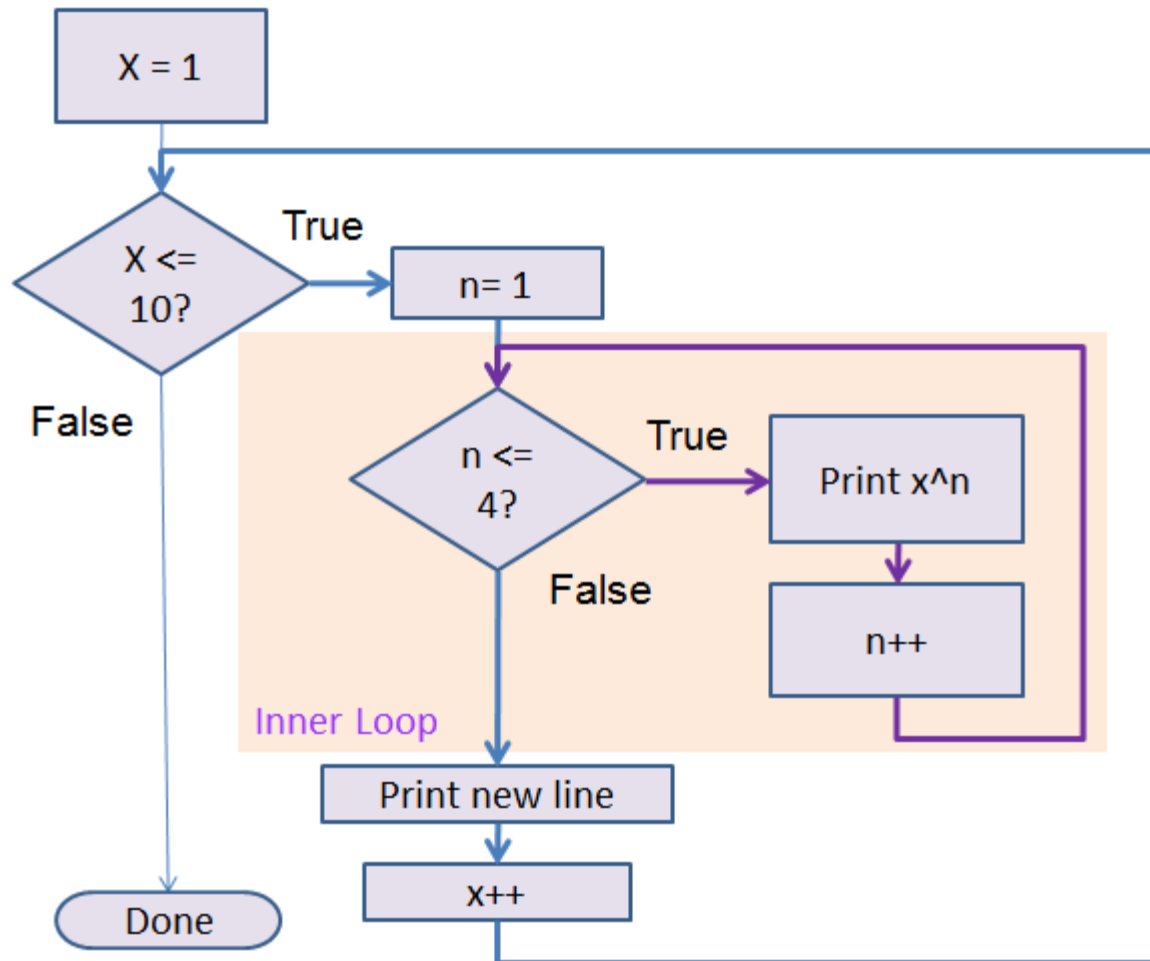 X = 1
True
X <=
10?
n= 1
False
True
n <=
4?
Print x^n
False
n++
Inner Loop
Print new line
x++
Done